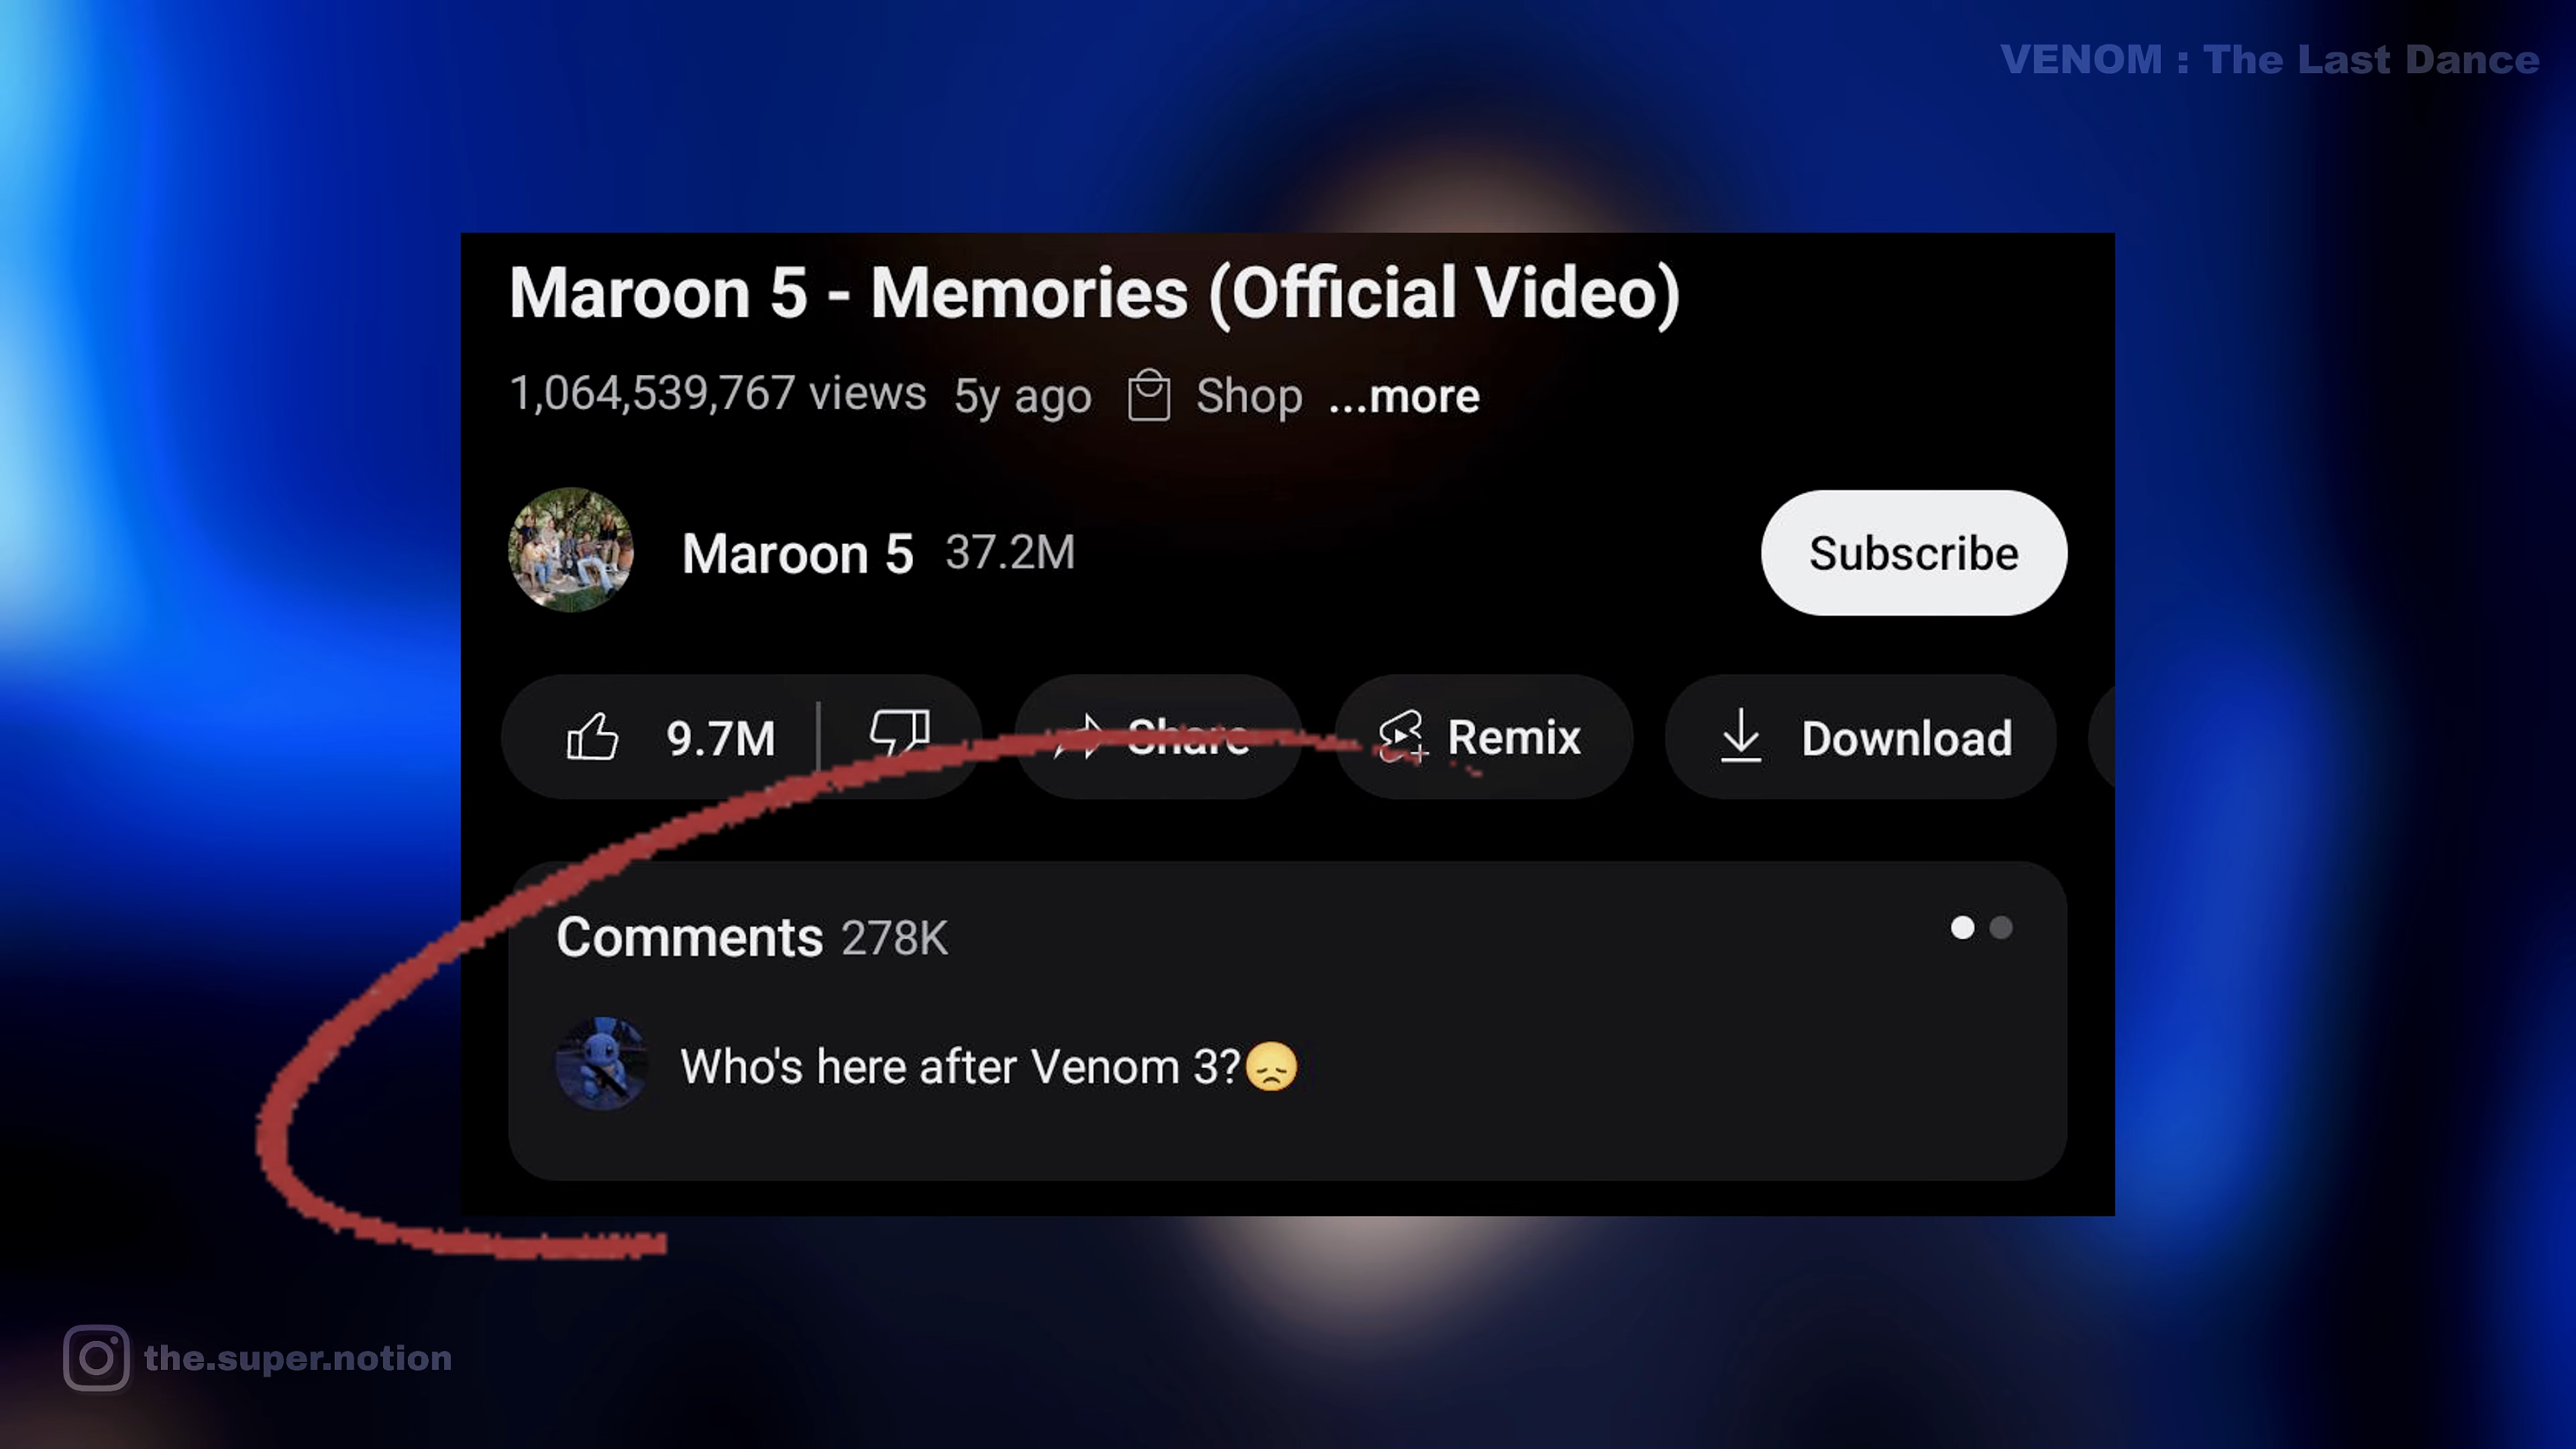 VENOM : The Last Dance
Maroon 5 - Memories (Official Video)
1,064,539,767 views 5y ago Shop ...more
Maroon 5 37.2M
Subscribe
9.7M Share Remix Download
Comments 278K
Who's here after Venom 3?😞
the.super.notion